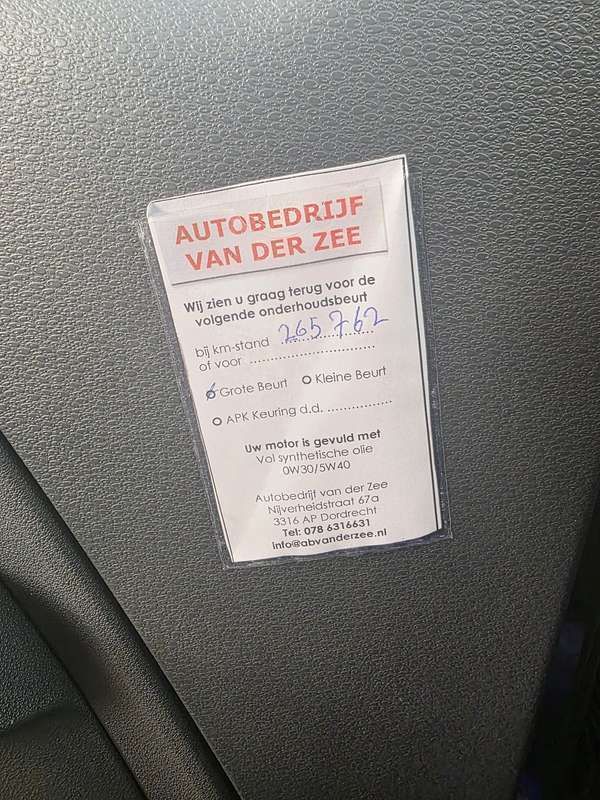 AUTOBEDRIJF
VAN DER ZEE
Wij zien u graag terug voor de
volgende onderhoudsbeurt
bij km-stand 265 762
of voor ..............................
Grote Beurt O Kleine Beurt
O APK Keuring d.d. ................
Uw motor is gevuld met
Vol synthetische olie
0W30/5W40
Autobedrijf van der Zee
Nijverheidstraat 67a
3316 AP Dordrecht
Tel: 078 6316631
info@abvanderzee.nl